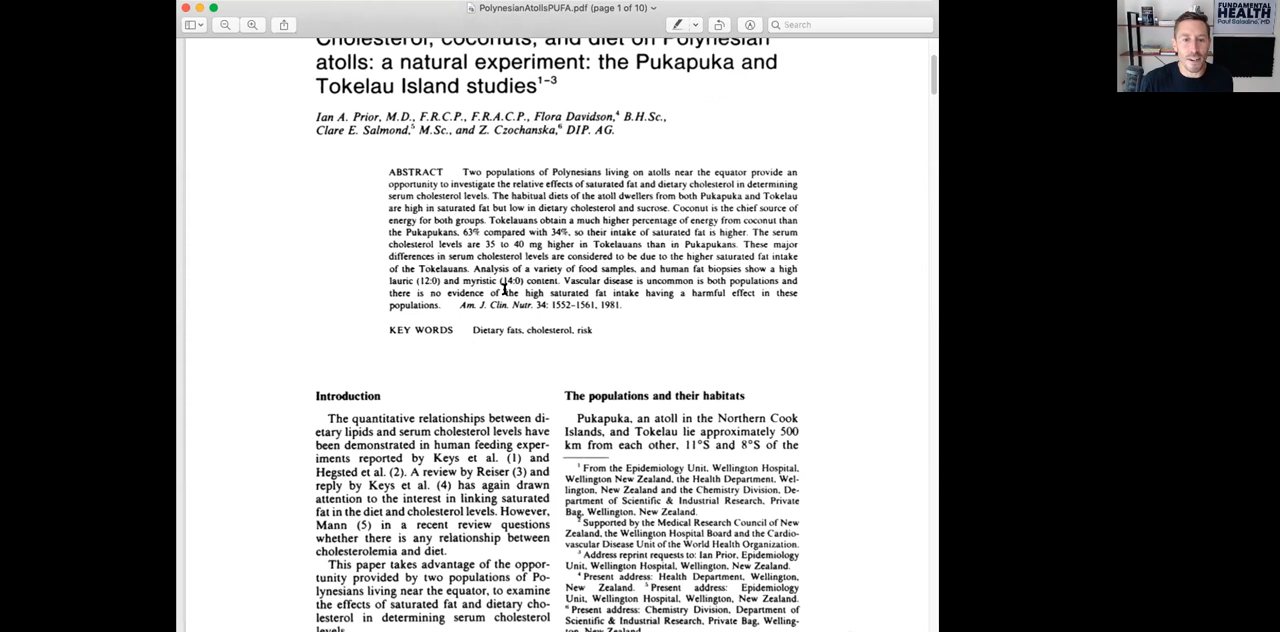 PolynesianAtollsPUFA.pdf (page 1 of 10)
Search
FUNDAMENTAL
HEALTH
Paul Saladino, MD
Cholesterol, coconuts, and diet on Polynesian
atolls: a natural experiment: the Pukapuka and
Tokelau Island studies1-3
Ian A. Prior, M.D., F.R.C.P., F.R.A.C.P., Flora Davidson,4 B.H.Sc.,
Clare E. Salmond,5 M.Sc., and Z. Czochanska,6 DIP. AG.
ABSTRACT Two populations of Polynesians living on atolls near the equator provide an
opportunity to investigate the relative effects of saturated fat and dietary cholesterol in determining
serum cholesterol levels. The habitual diets of the atoll dwellers from both Pukapuka and Tokelau
are high in saturated fat but low in dietary cholesterol and sucrose. Coconut is the chief source of
energy for both groups. Tokelauans obtain a much higher percentage of energy from coconut than
the Pukapukans, 63% compared with 34%, so their intake of saturated fat is higher. The serum
cholesterol levels are 35 to 40 mg higher in Tokelauans than in Pukapukans. These major
differences in serum cholesterol levels are considered to be due to the higher saturated fat intake
of the Tokelauans. Analysis of a variety of food samples, and human fat biopsies show a high
lauric (12:0) and myristic (14:0) content. Vascular disease is uncommon in both populations and
there is no evidence of the high saturated fat intake having a harmful effect in these
populations. Am. J. Clin. Nutr. 34: 1552-1561, 1981.
KEY WORDS Dietary fats, cholesterol, risk
Introduction
The quantitative relationships between di-
etary lipids and serum cholesterol levels have
been demonstrated in human feeding exper-
iments reported by Keys et al. (1) and
Hegsted et al. (2). A review by Reiser (3) and
reply by Keys et al. (4) has again drawn
attention to the interest in linking saturated
fat in the diet and cholesterol levels. However,
Mann (5) in a recent review questions
whether there is any relationship between
cholesterolemia and diet.
This paper takes advantage of the oppor-
tunity provided by two populations of Po-
lynesians living near the equator, to examine
the effects of saturated fat and dietary cho-
lesterol in determining serum cholesterol
levels.
The populations and their habitats
Pukapuka, an atoll in the Northern Cook
Islands, and Tokelau lie approximately 500
km from each other, 11°S and 8°S of the
1 From the Epidemiology Unit, Wellington Hospital,
Wellington New Zealand, the Health Department, Wel-
lington, New Zealand and the Chemistry Division, De-
partment of Scientific & Industrial Research, Private
Bag, Wellington, New Zealand.
2 Supported by the Medical Research Council of New
Zealand, the Wellington Hospital Board and the Cardio-
vascular Disease Unit of the World Health Organization.
3 Address reprint requests to: Ian Prior, Epidemiology
Unit, Wellington Hospital, Wellington, New Zealand.
4 Present address: Health Department, Wellington,
New Zealand. 5 Present address: Epidemiology
Unit, Wellington Hospital, Wellington, New Zealand.
6 Present address: Chemistry Division, Department of
Scientific & Industrial Research, Private Bag, Welling-
ton, New Zealand.